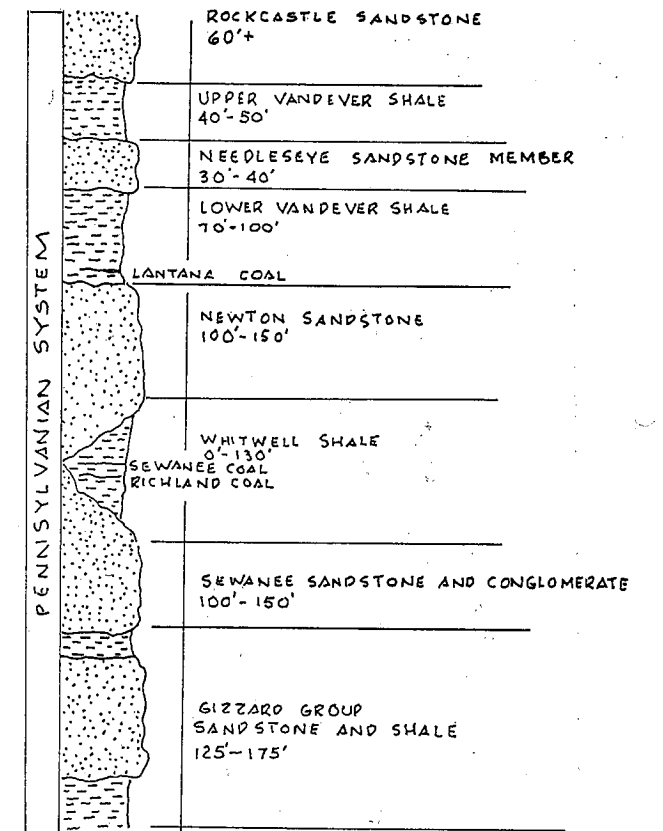 ROCKCASTLE SANDSTONE
60'+
UPPER VANDEVER SHALE
40'-50'
NEEDLESEYE SANDSTONE MEMBER
30'-40'
LOWER VANDEVER SHALE
70'-100'
LANTANA COAL
NEWTON SANDSTONE
100'-150'
WHITWELL SHALE
0'-130'
SEWANEE COAL
RICHLAND COAL
SEWANEE SANDSTONE AND CONGLOMERATE
100'-150'
GIZZARD GROUP
SANDSTONE AND SHALE
125'-175'
PENNISYLVANIAN SYSTEM